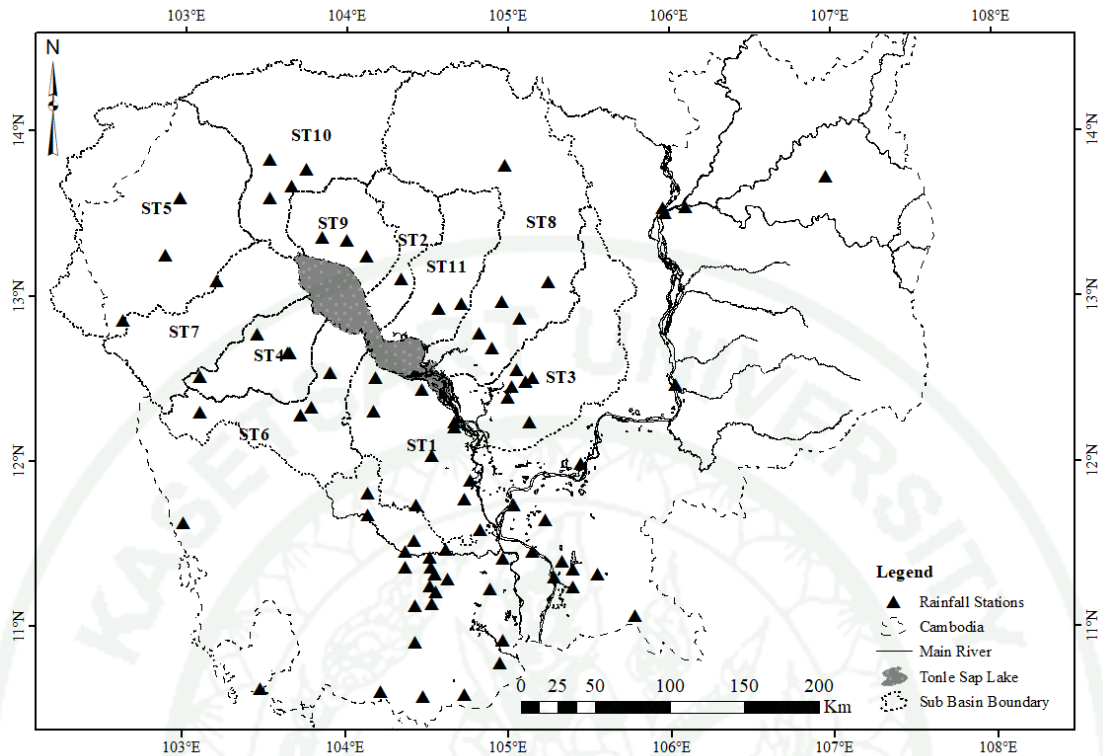 103°E 104°E 105°E 106°E 107°E 108°E
N
14°N 14°N
ST10
ST5
ST9
ST2
ST8
ST11
13°N 13°N
ST7
ST4
ST3
ST6
ST1
12°N 12°N
KASETSART UNIVERSITY
Legend
Rainfall Stations
11°N 11°N
Cambodia
Main River
Tonle Sap Lake
Sub Basin Boundary
0 25 50 100 150 200
Km
103°E 104°E 105°E 106°E 107°E 108°E